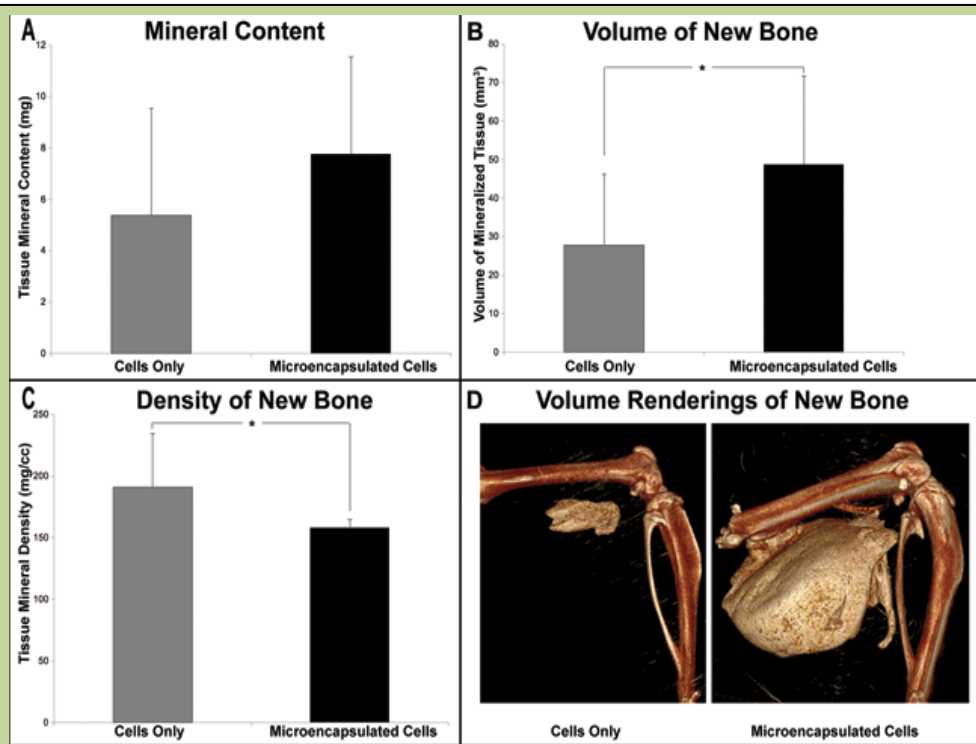 A
Mineral Content
Tissue Mineral Content (mg)
12
10
8
6
4
2
0
Cells Only
Microencapsulated Cells
B
Volume of New Bone
Volume of Mineralized Tissue (mm³)
80
70
60
50
40
30
20
10
0
*
Cells Only
Microencapsulated Cells
C
Density of New Bone
Tissue Mineral Density (mg/cc)
250
200
150
100
50
0
*
Cells Only
Microencapsulated Cells
D
Volume Renderings of New Bone
Cells Only
Microencapsulated Cells